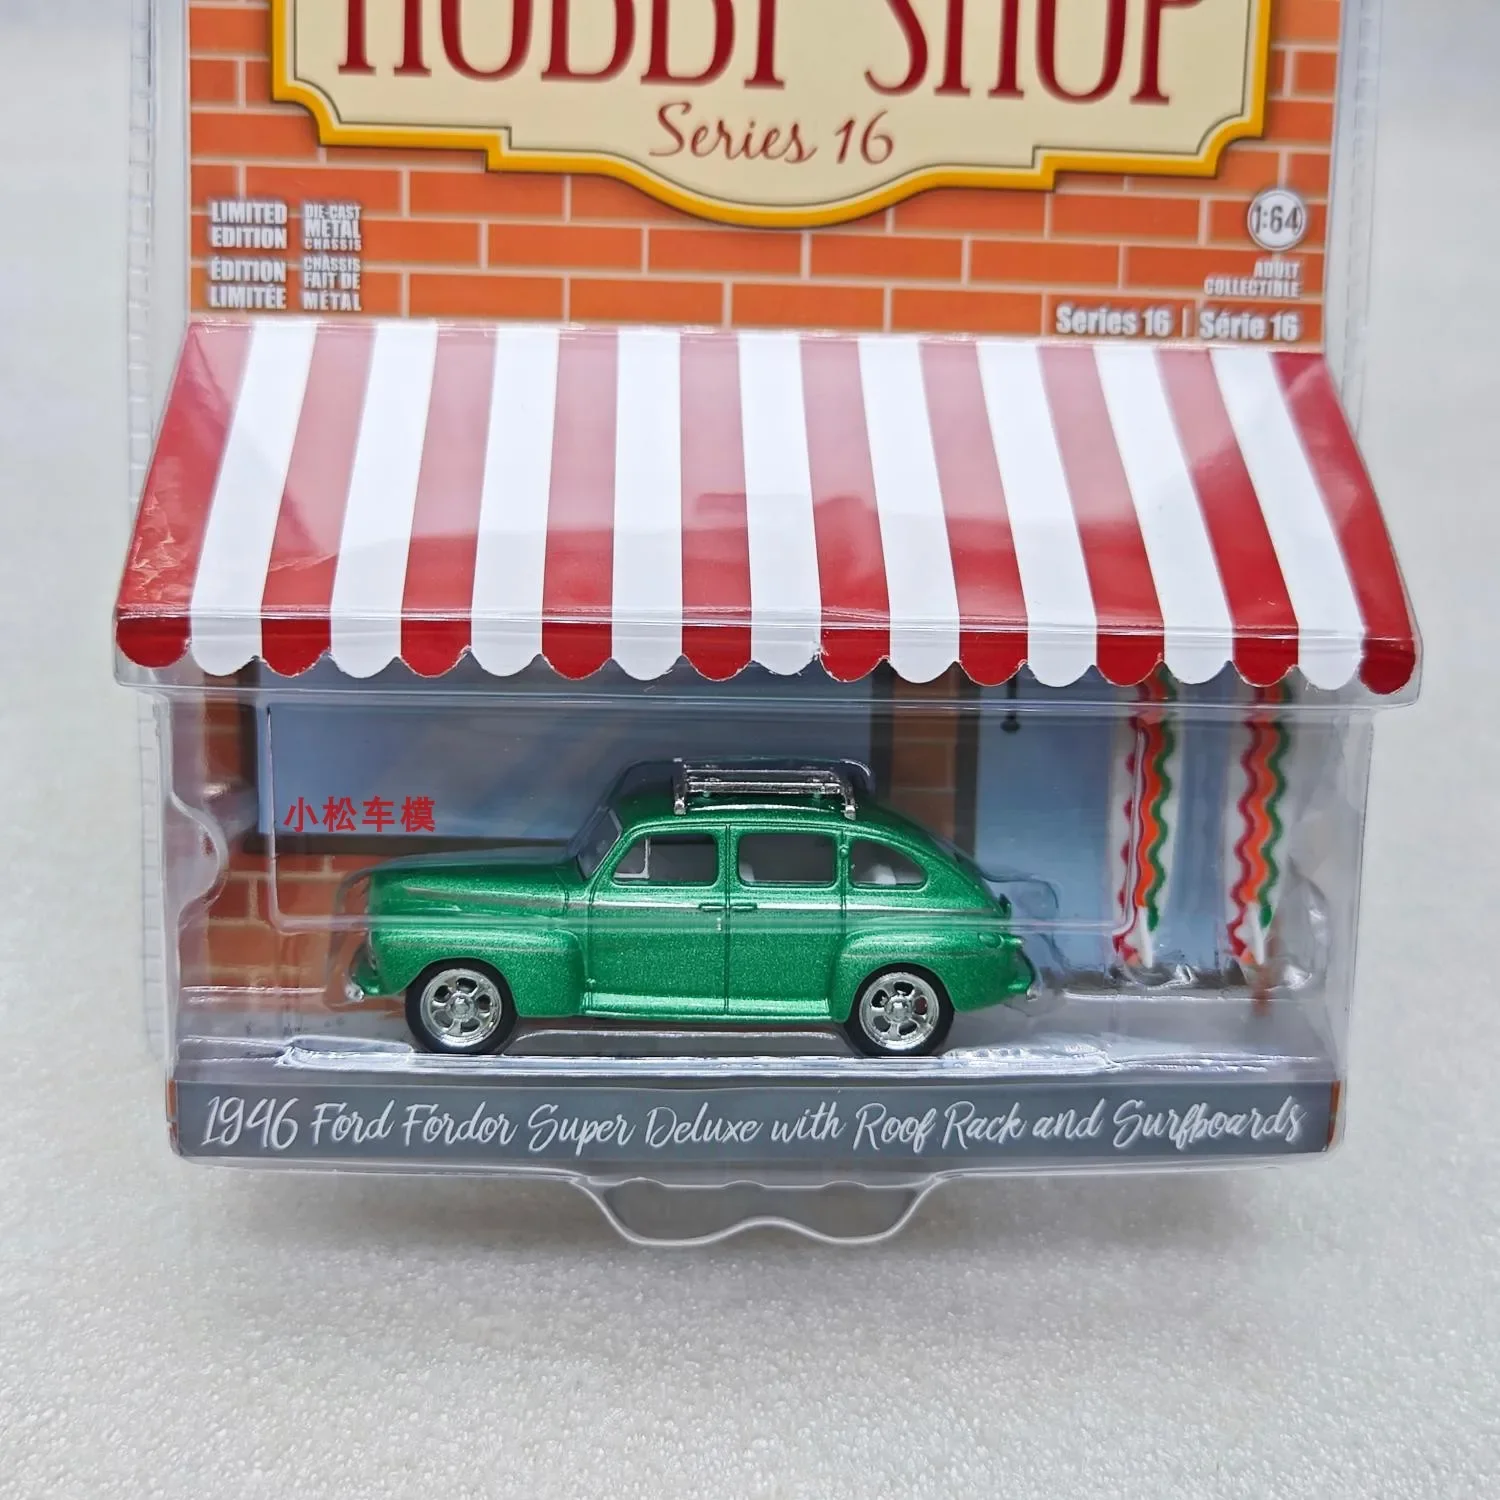 HOBBY SHOP
Series 16
LIMITED
EDITION
ÉDITION
LIMITÉE
DIE-CAST
METAL
CHASSIS
CHÂSSIS
FAIT DE
MÉTAL
1:64
ADULT
COLLECTIBLE
Series 16 | Série 16
小松车模
1946 Ford Fordor Super Deluxe with Roof Rack and Surfboards